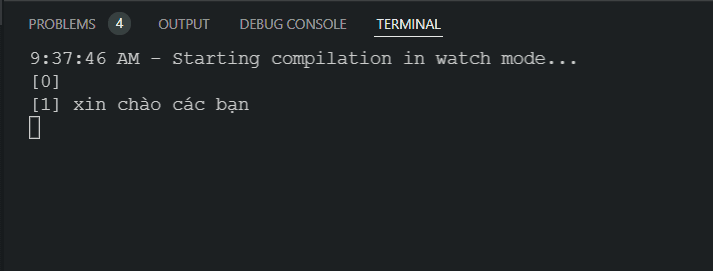 PROBLEMS 4 OUTPUT DEBUG CONSOLE TERMINAL
9:37:46 AM - Starting compilation in watch mode...
[0]
[1] xin chào các bạn